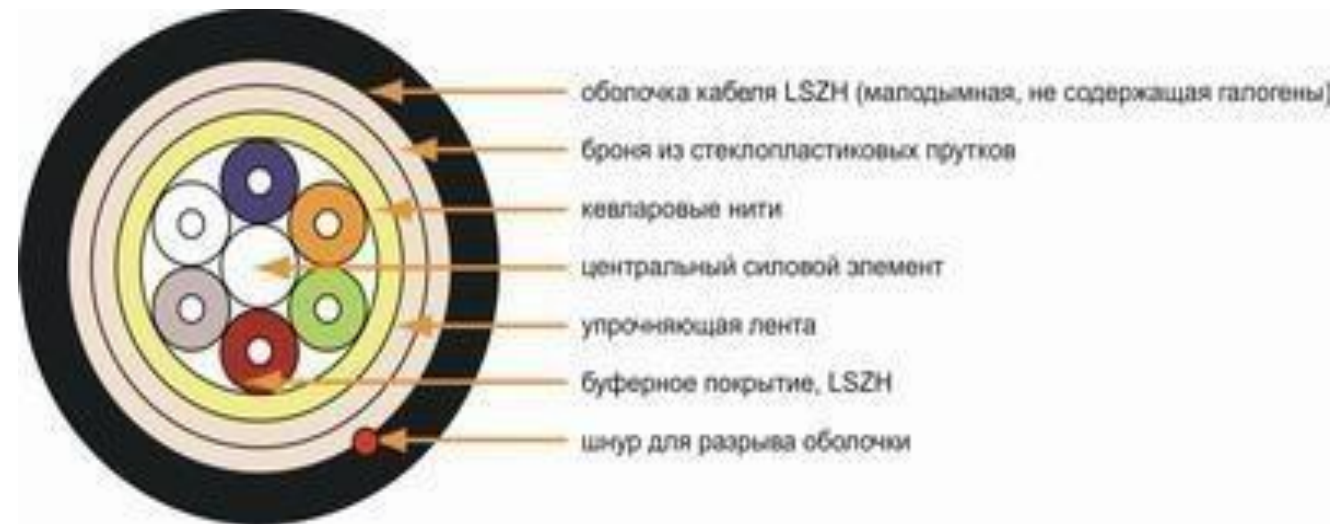 оболочка кабеля LSZH (малодымная, не содержащая галогены)
броня из стеклопластиковых прутков
кевларовые нити
центральный силовой элемент
упрочняющая лента
буферное покрытие, LSZH
шнур для разрыва оболочки